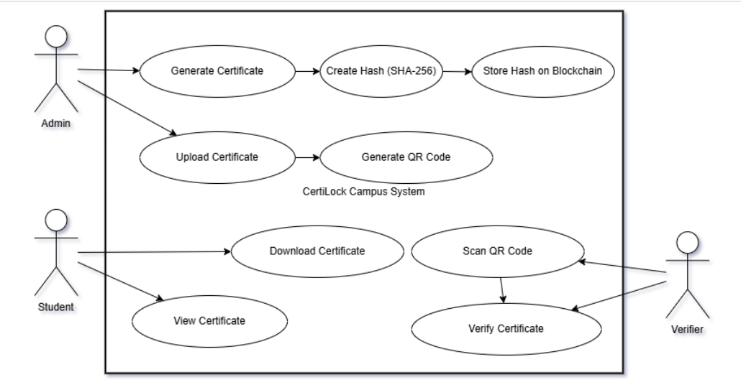 Generate Certificate
Create Hash (SHA-256)
Store Hash on Blockchain
Admin
Upload Certificate
Generate QR Code
CertiLock Campus System
Download Certificate
Scan QR Code
Student
View Certificate
Verify Certificate
Verifier